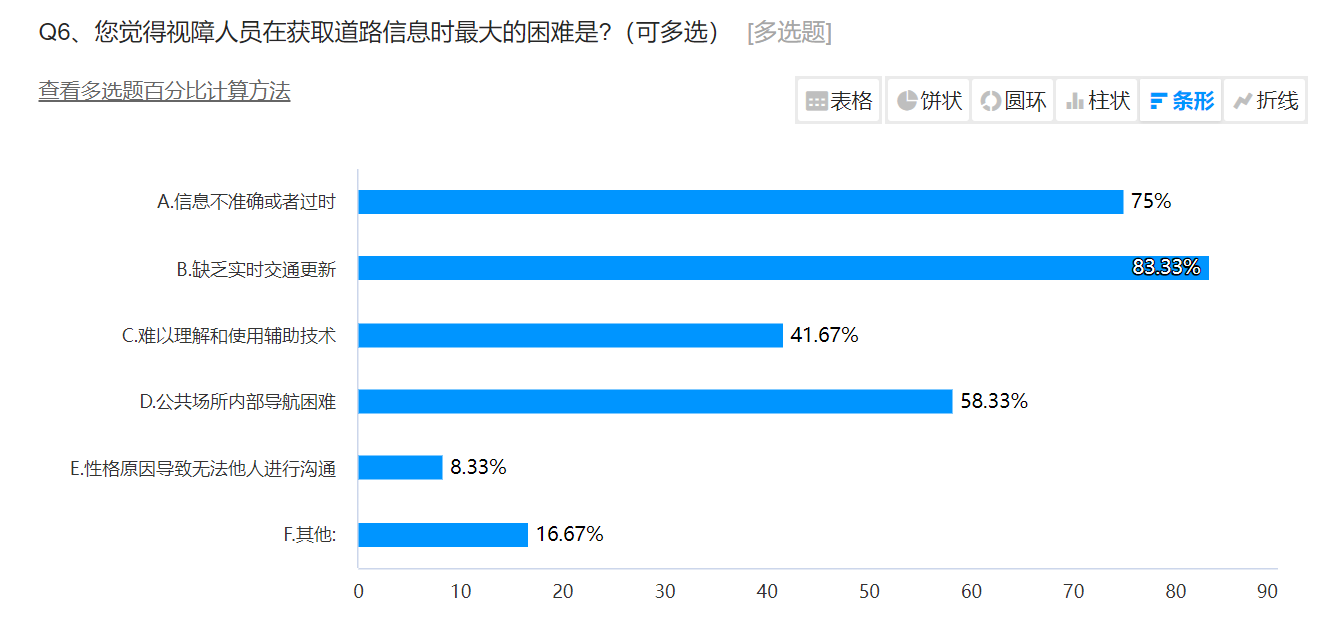 Q6、您觉得视障人员在获取道路信息时最大的困难是?（可多选） [多选题]
查看多选题百分比计算方法
表格 饼状 圆环 柱状 条形 折线
A.信息不准确或者过时 75%
B.缺乏实时交通更新 83.33%
C.难以理解和使用辅助技术 41.67%
D.公共场所内部导航困难 58.33%
E.性格原因导致无法他人进行沟通 8.33%
F.其他: 16.67%
0 10 20 30 40 50 60 70 80 90